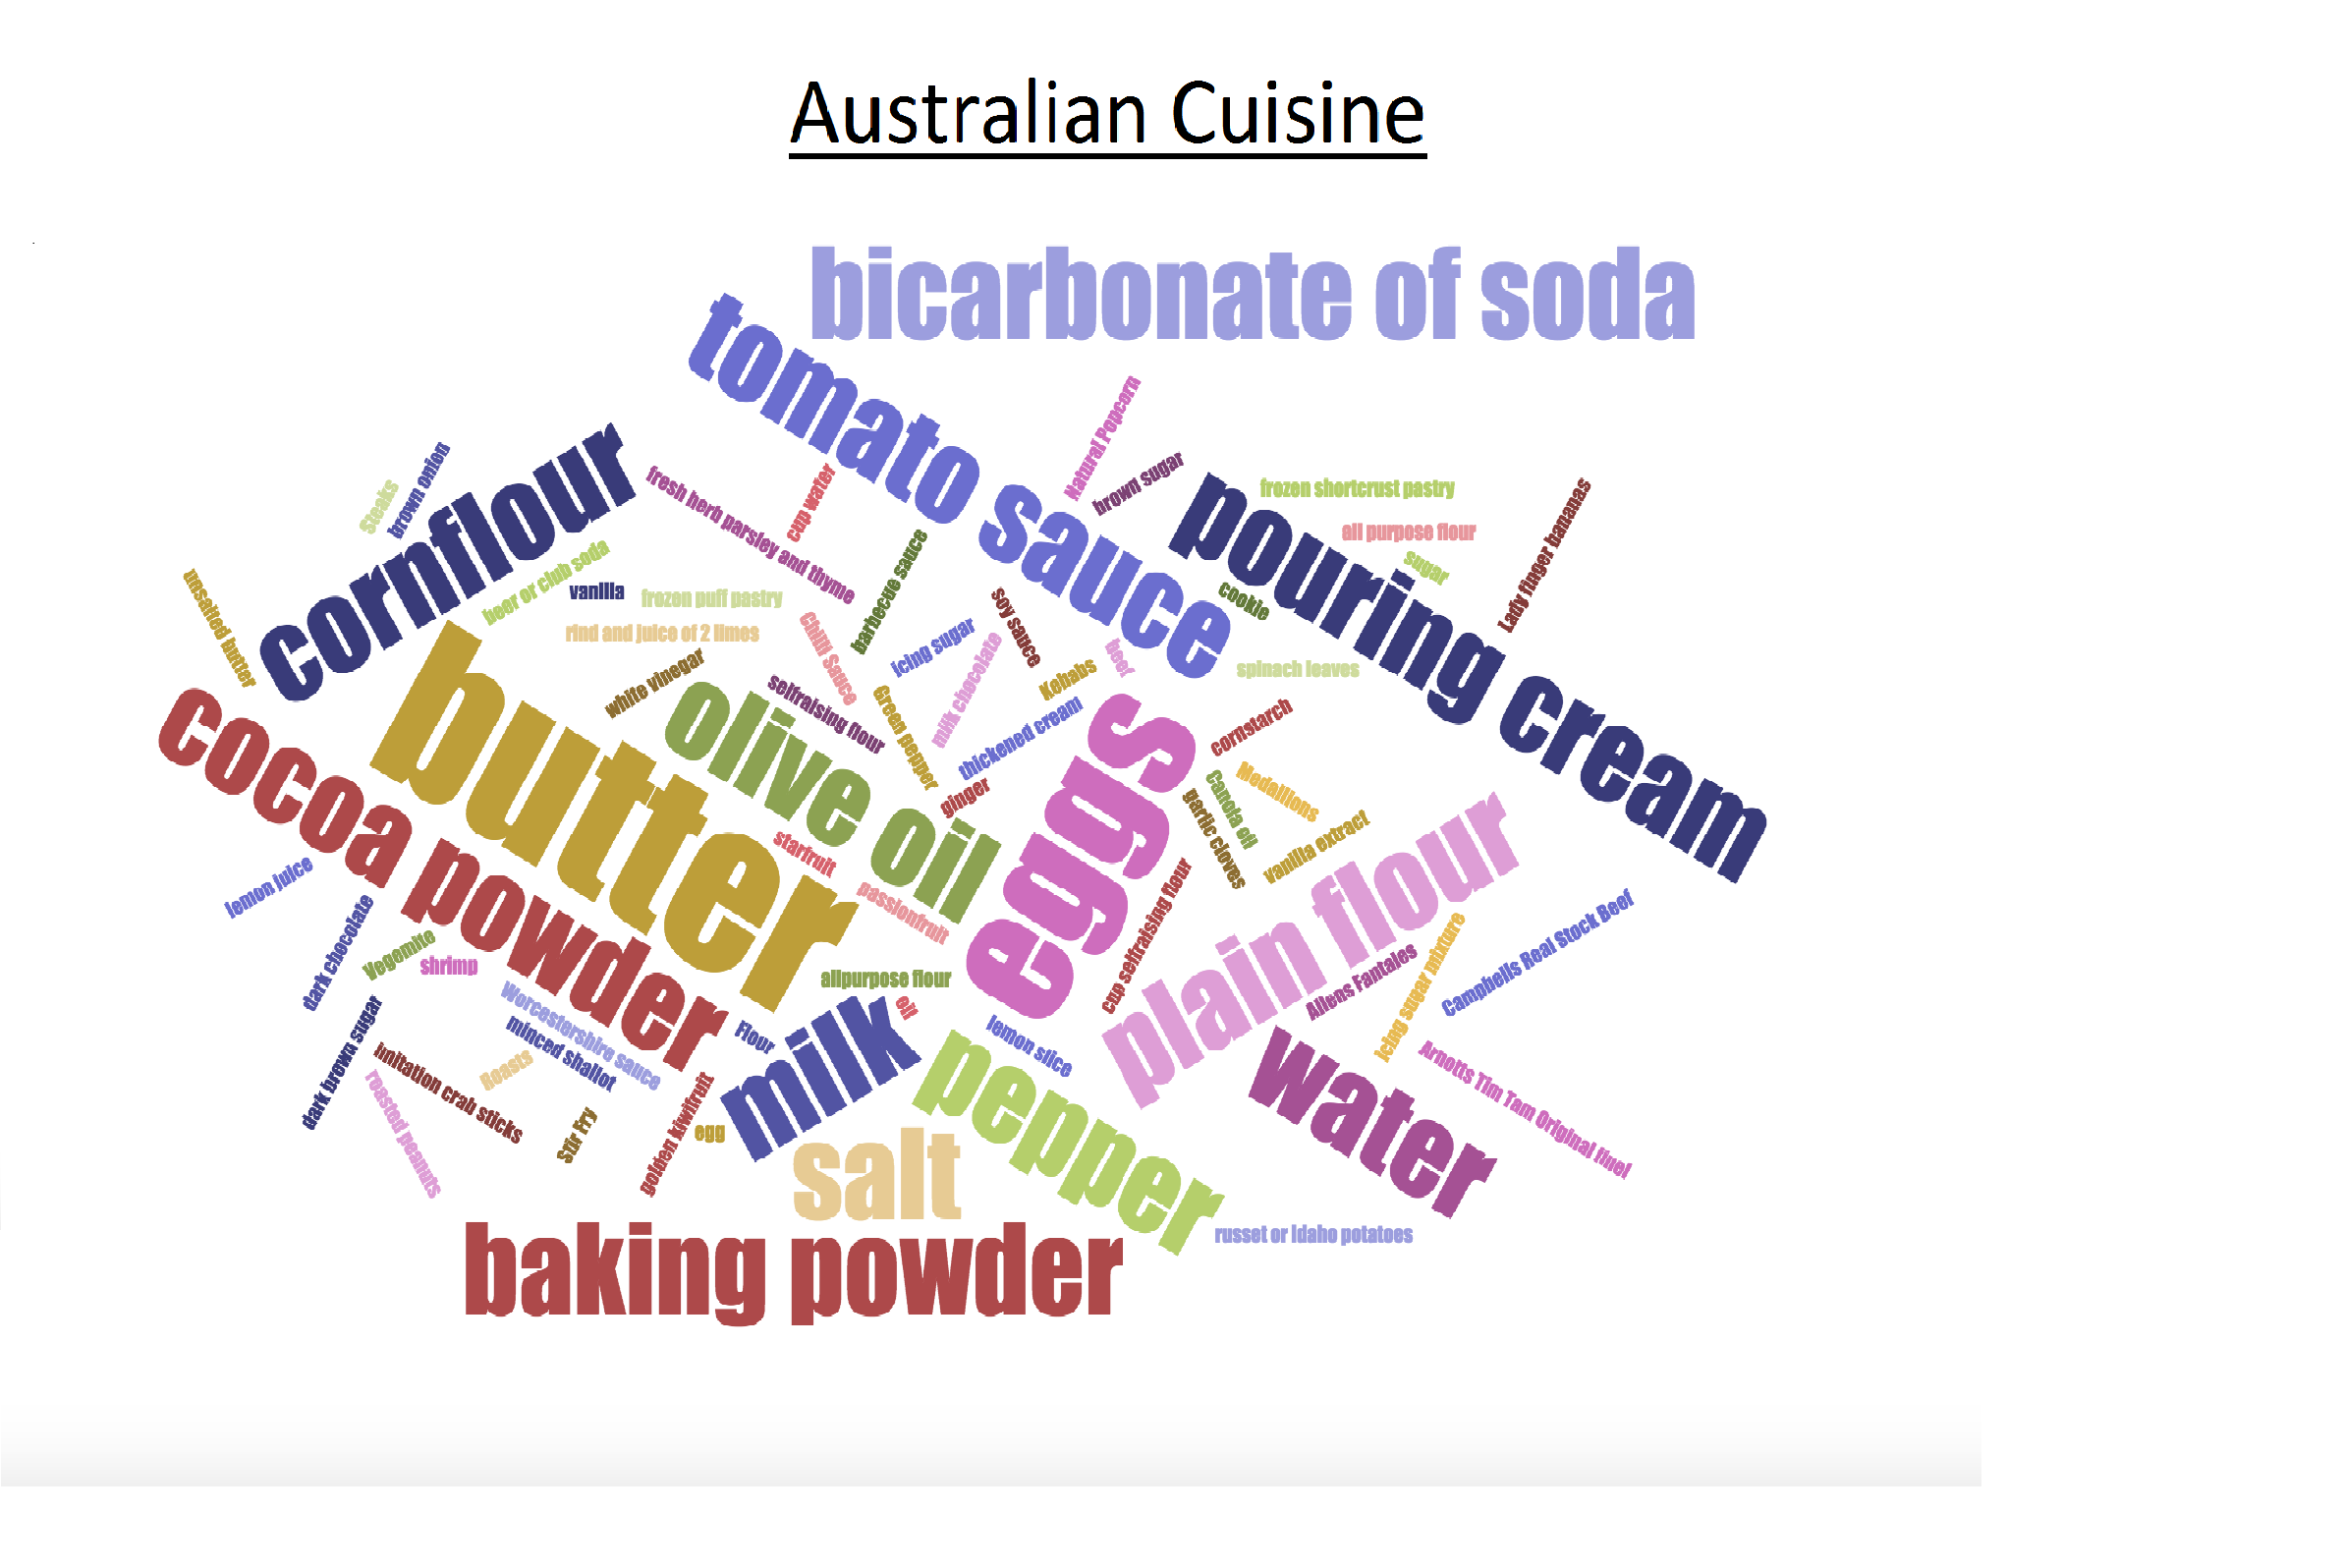 Australian Cuisine
bicarbonate of soda
tomato sauce
Natural Popcorn
brown sugar
cornflour
Steaks
brown onion
fresh herb parsley and thyme
cup water
pouring cream
frozen shortcrust pastry
all purpose flour
sugar
cookie
Lady finger bananas
barbecue sauce
beer or club soda
vanilla
frozen puff pastry
rind and juice of 2 limes
unsalted butter
chilli sauce
icing sugar
soy sauce
milk chocolate
Kebabs
spinach leaves
white vinegar
selfraising flour
Green pepper
thickened cream
butter
olive oil
eggs
cornstarch
cocoa powder
ginger
Medallions
garlic cloves
Vanilla extract
starfruit
passionfruit
cup selfraising flour
plain flour
lemon juice
dark chocolate
Vegemite
shrimp
allpurpose flour
Allens Fantales
icing sugar mixture
Campbells Real Stock Beef
Worcestershire sauce
minced shallot
Flour
milk
lemon slice
pepper
water
Arnotts Tim Tam Original finel
dark brown sugar
imitation crab sticks
Roasts
Stir Fry
golden kiwifruit
egg
salt
baking powder
russet or Idaho potatoes